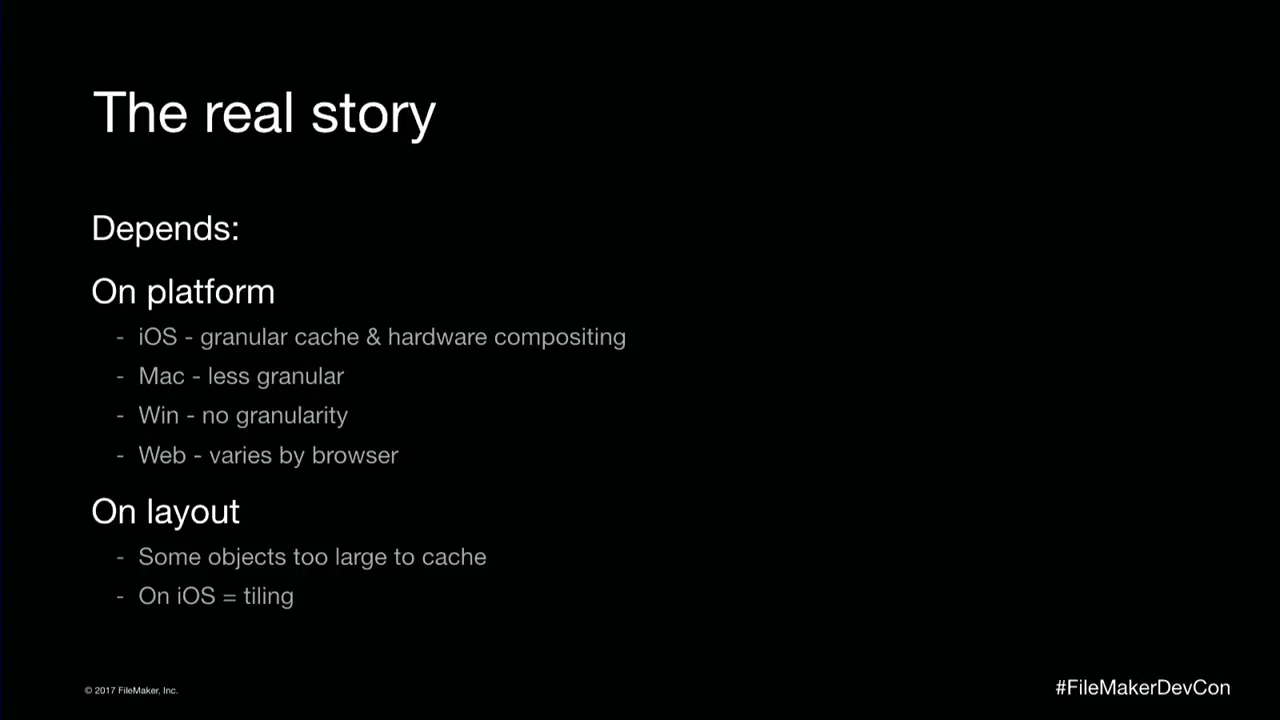 The real story
Depends:
On platform
- iOS - granular cache & hardware compositing
- Mac - less granular
- Win - no granularity
- Web - varies by browser
On layout
- Some objects too large to cache
- On iOS = tiling
© 2017 FileMaker, Inc.
#FileMakerDevCon